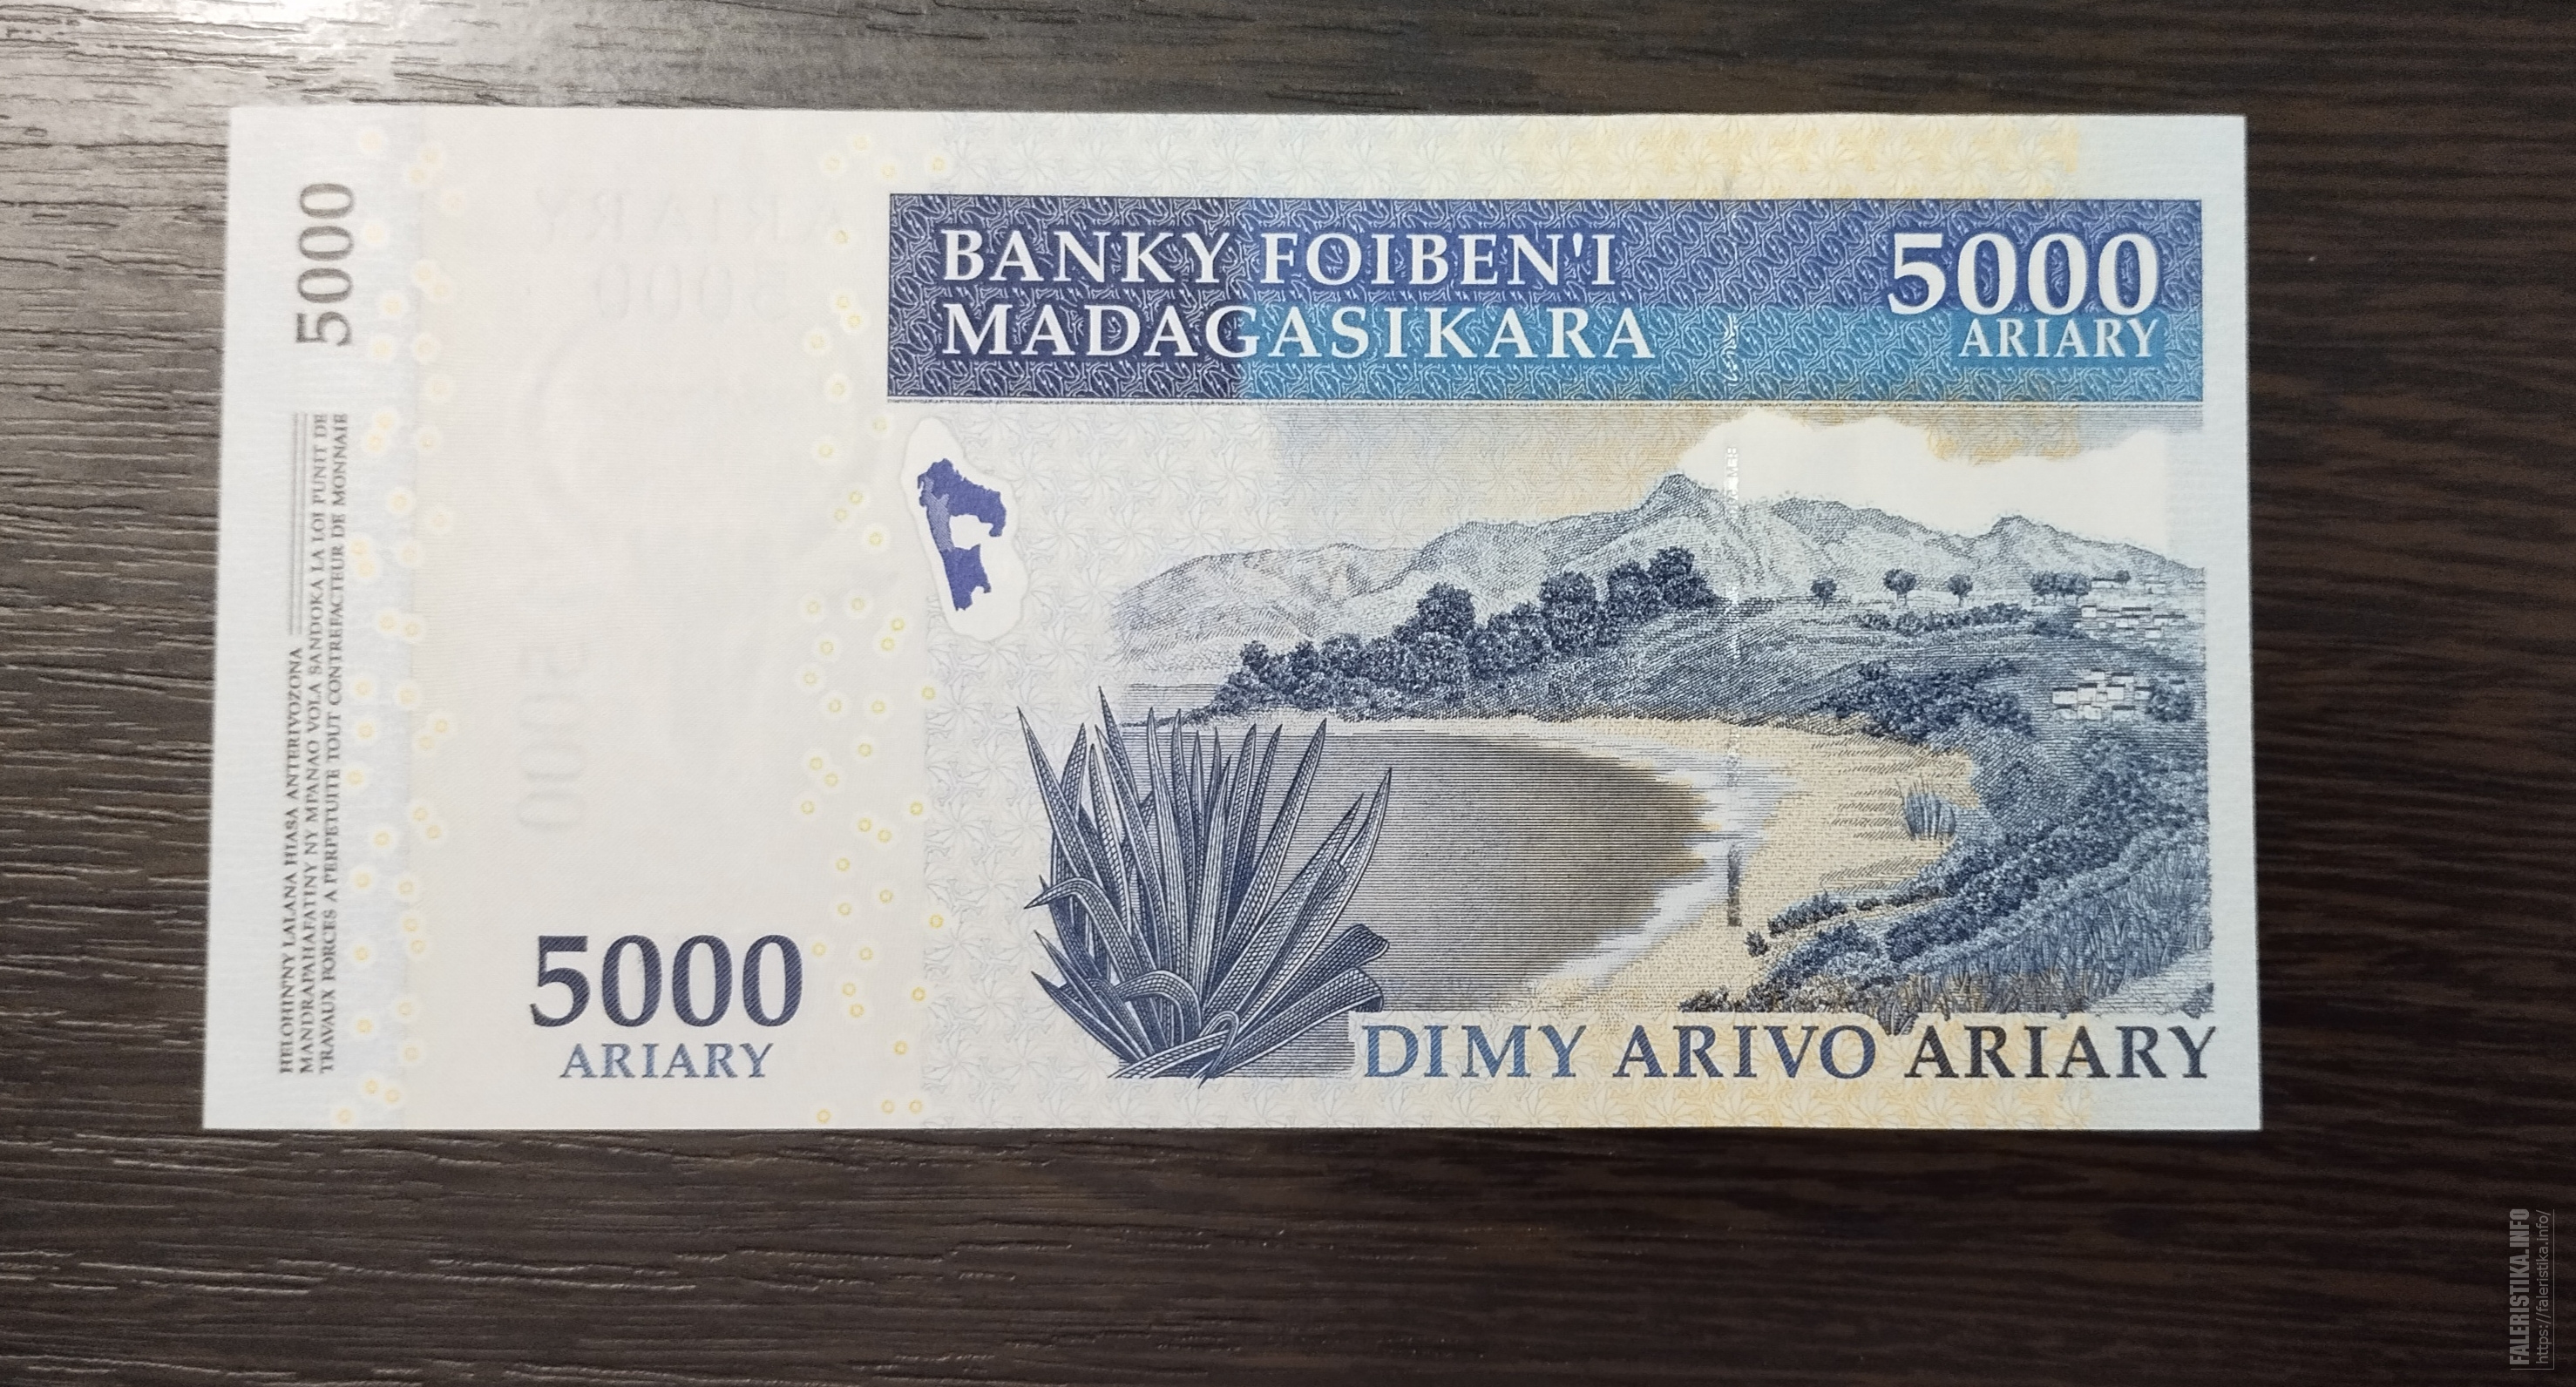 5000
HELOHIN'NY LALANA HIASA ANTERIVOZONA
MANDRAPIAHAFATINY NY MPANAO VOLA SANDOKA LA LOI PUNIT DE
TRAVAUX FORCES A PERPETUITE TOUT CONTREFACTEUR DE MONNAIE
5000
ARIARY
BANKY FOIBEN'I
MADAGASIKARA
5000
ARIARY
DIMY ARIVO ARIARY
FALERISTIKA.INFO
https://faleristika.info/